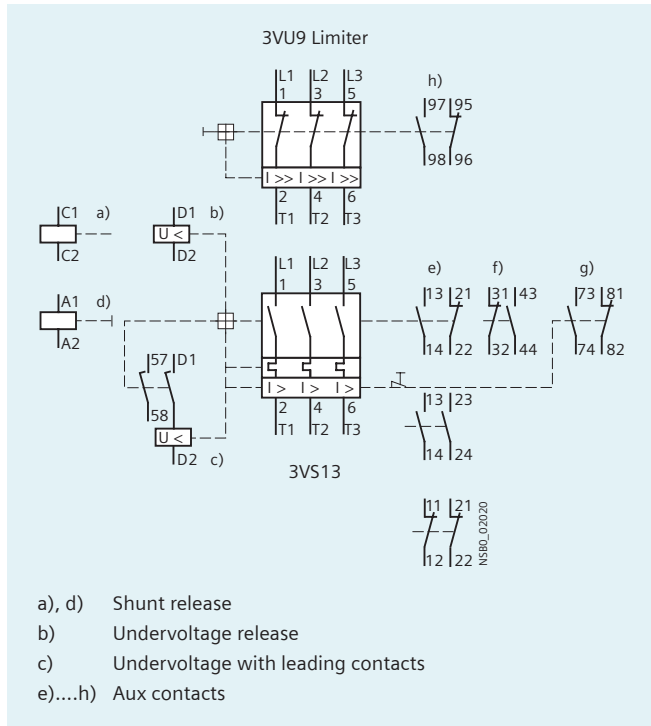 3VU9 Limiter
L1 L2 L3
1 3 5
h)
97 95
98 96
I >> I >> I >>
2 4 6
T1 T2 T3
C1 a)
C2
D1 b)
U <
D2
A1 d)
A2
L1 L2 L3
1 3 5
e) f) g)
13 21 31 43 73 81
14 22 32 44 74 82
57 D1
58
U <
D2 c)
I > I > I >
2 4 6
T1 T2 T3
3VS13
13 23
14 24
11 21
12 22
NSB0_02020
a), d) Shunt release
b) Undervoltage release
c) Undervoltage with leading contacts
e)....h) Aux contacts